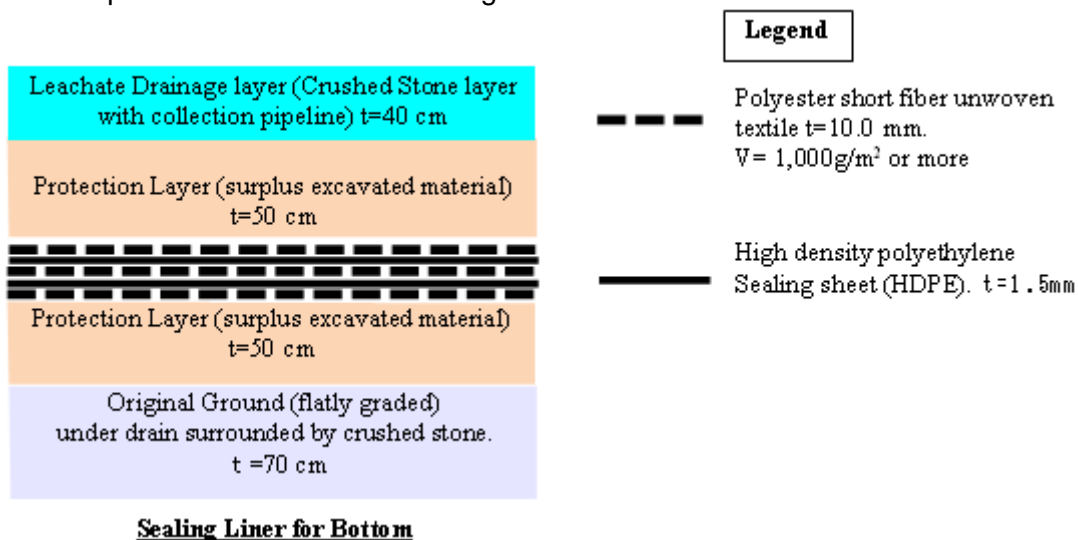 Legend
Leachate Drainage layer (Crushed Stone layer
with collection pipeline) t=40 cm
Protection Layer (surplus excavated material)
t=50 cm
Protection Layer (surplus excavated material)
t=50 cm
Original Ground (flatly graded)
under drain surrounded by crushed stone.
t =70 cm
Sealing Liner for Bottom
Polyester short fiber unwoven
textile t=10.0 mm.
V= 1,000g/m² or more
High density polyethylene
Sealing sheet (HDPE). t=1.5mm